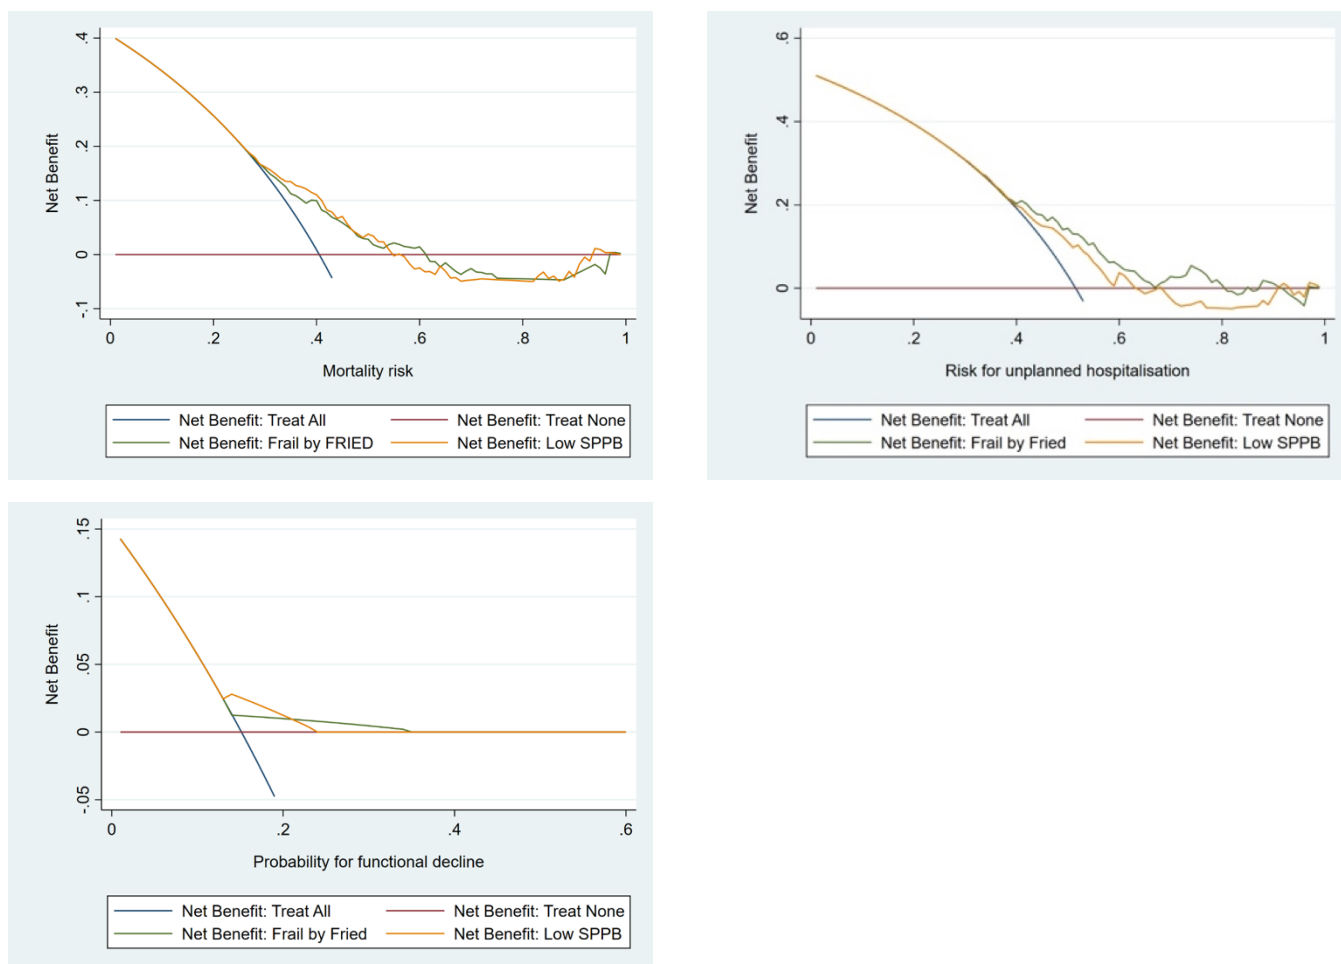 .4
.3
.2
.1
0
-.1
Net Benefit
0 .2 .4 .6 .8 1
Mortality risk
Net Benefit: Treat All Net Benefit: Treat None
Net Benefit: Frail by FRIED Net Benefit: Low SPPB
.6
.4
.2
0
Net Benefit
0 .2 .4 .6 .8 1
Risk for unplanned hospitalisation
Net Benefit: Treat All Net Benefit: Treat None
Net Benefit: Frail by Fried Net Benefit: Low SPPB
.15
.1
.05
0
-.05
Net Benefit
0 .2 .4 .6
Probability for functional decline
Net Benefit: Treat All Net Benefit: Treat None
Net Benefit: Frail by Fried Net Benefit: Low SPPB